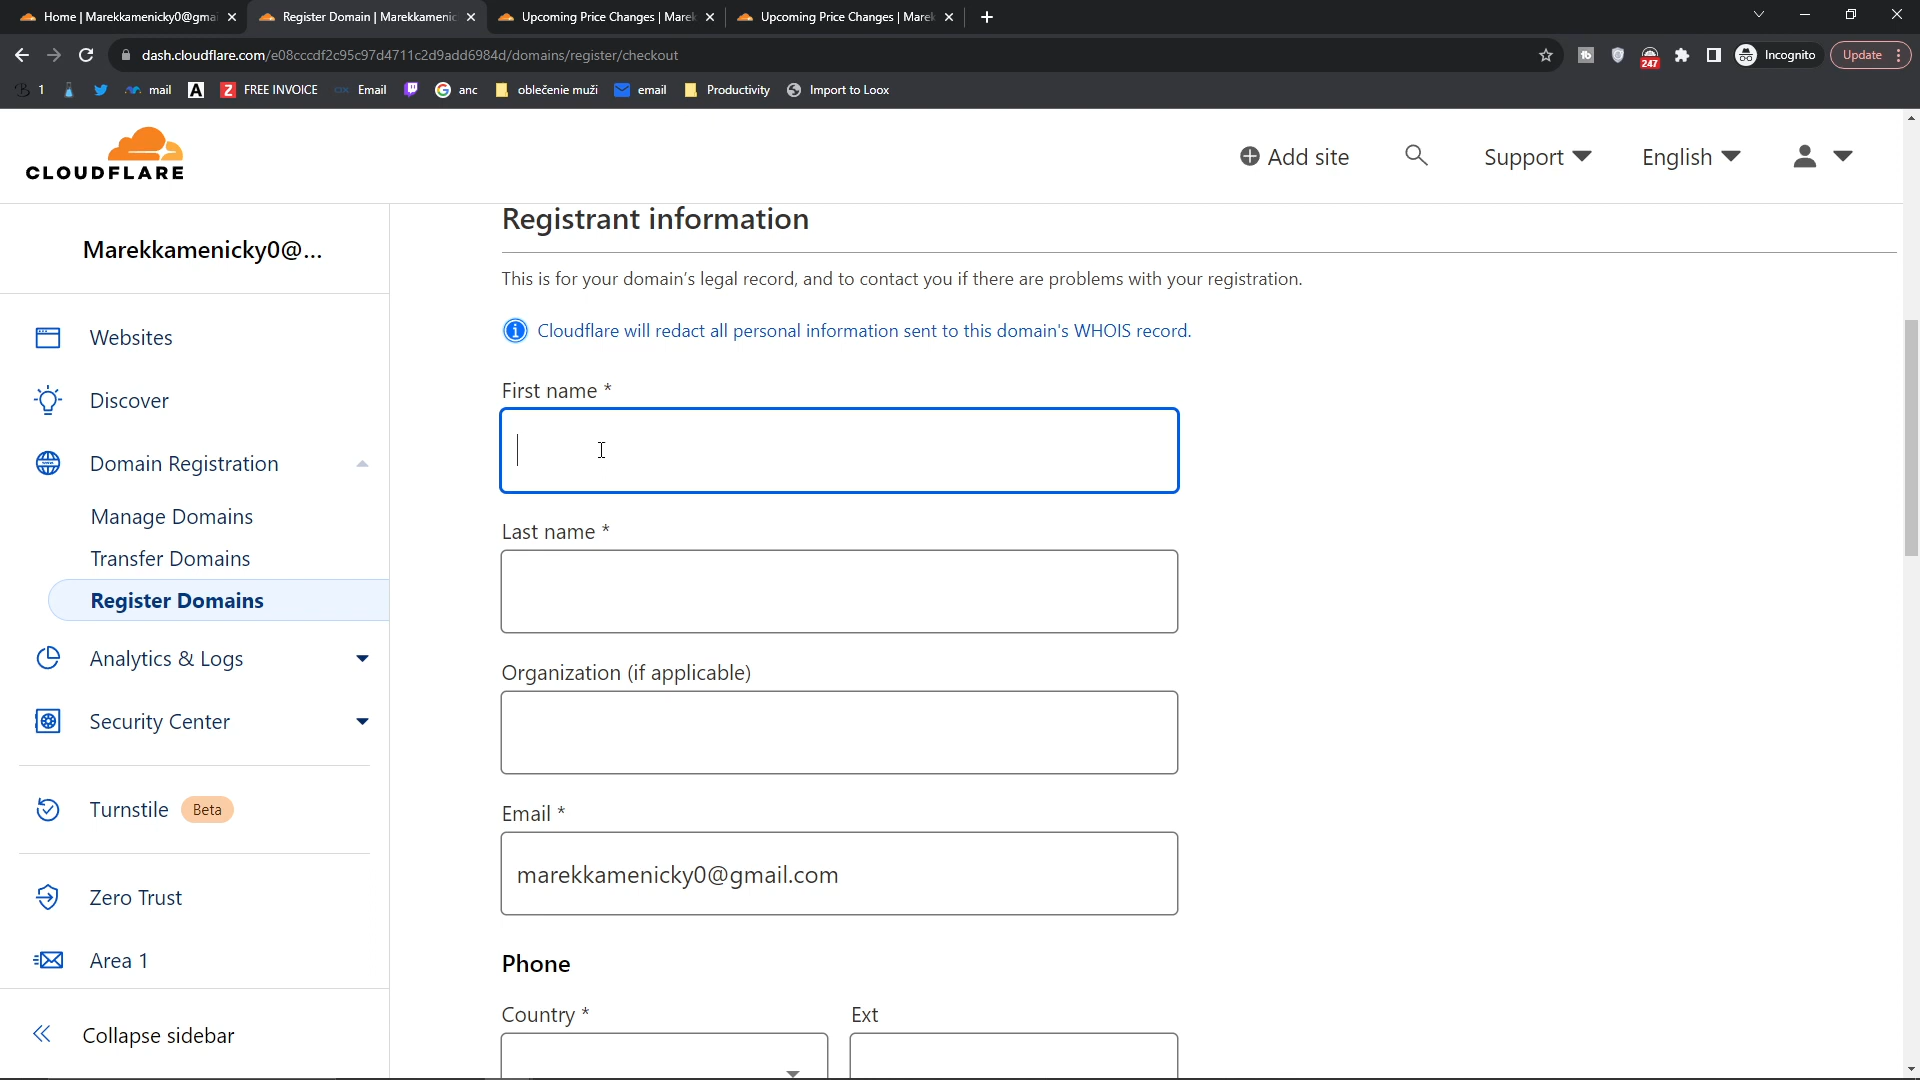 Home | Marekkamenicky0@gmai
Register Domain | Marekkamenic
Upcoming Price Changes | Marek
Upcoming Price Changes | Marek
dash.cloudflare.com/e08cccdf2c95c97d4711c2d9add6984d/domains/register/checkout
247
Incognito
Update
1
mail
A
Z FREE INVOICE
Email
G anc
oblečenie muži
email
Productivity
Import to Loox
CLOUDFLARE
Add site
Support
English
Marekkamenicky0@...
Websites
Discover
Domain Registration
Manage Domains
Transfer Domains
Register Domains
Analytics & Logs
Security Center
Turnstile Beta
Zero Trust
Area 1
Collapse sidebar
Registrant information
This is for your domain's legal record, and to contact you if there are problems with your registration.
Cloudflare will redact all personal information sent to this domain's WHOIS record.
First name *
Last name *
Organization (if applicable)
Email *
marekkamenicky0@gmail.com
Phone
Country *
Ext